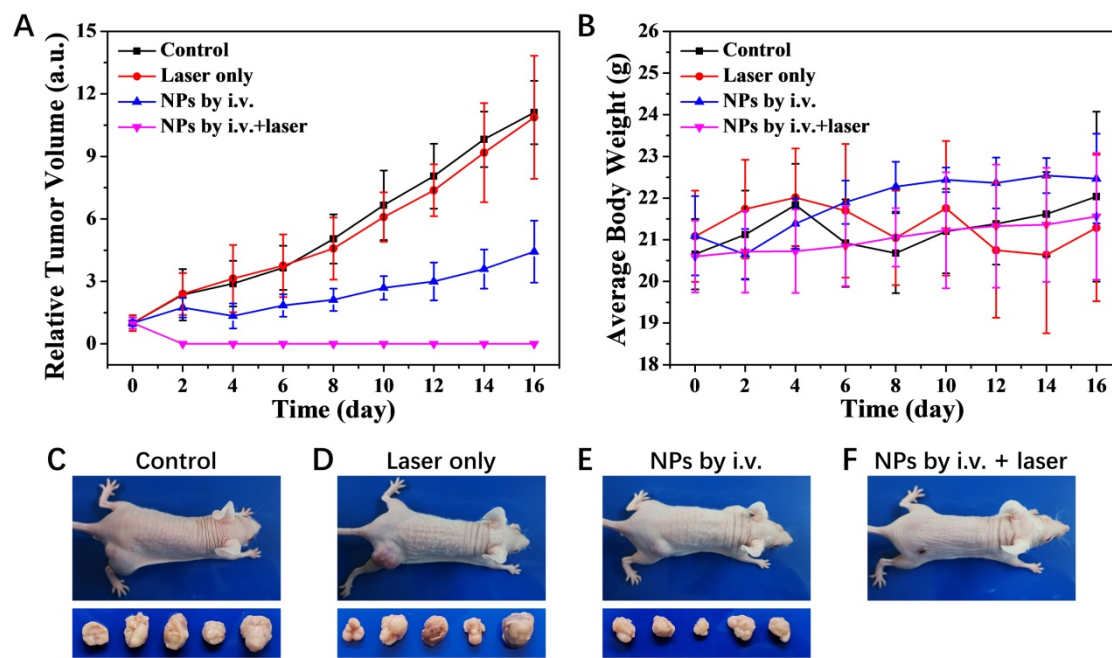 A
Relative Tumor Volume (a.u.)
15
12
9
6
3
0
Control
Laser only
NPs by i.v.
NPs by i.v.+laser
0 2 4 6 8 10 12 14 16
Time (day)
B
Average Body Weight (g)
26
25
24
23
22
21
20
19
18
Control
Laser only
NPs by i.v.
NPs by i.v.+laser
0 2 4 6 8 10 12 14 16
Time (day)
C Control
D Laser only
E NPs by i.v.
F NPs by i.v. + laser